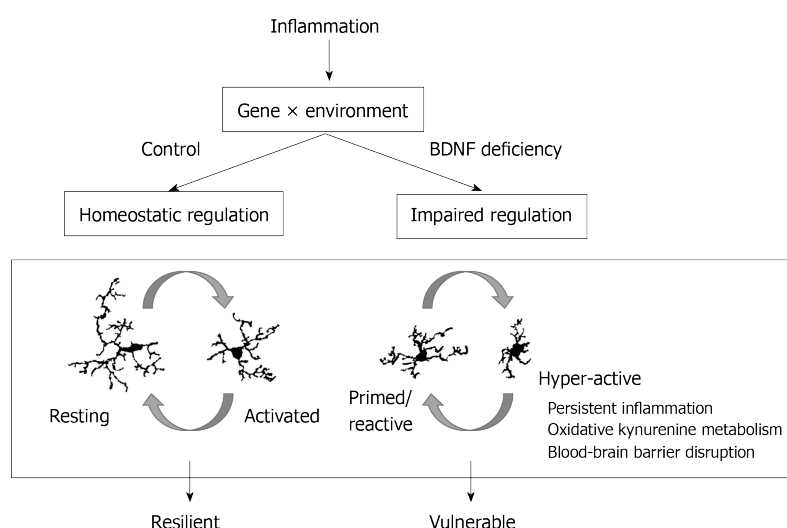 Inflammation
Gene × environment
Control
BDNF deficiency
Homeostatic regulation
Impaired regulation
Resting
Activated
Primed/
reactive
Hyper-active
Persistent inflammation
Oxidative kynurenine metabolism
Blood-brain barrier disruption
Resilient
Vulnerable